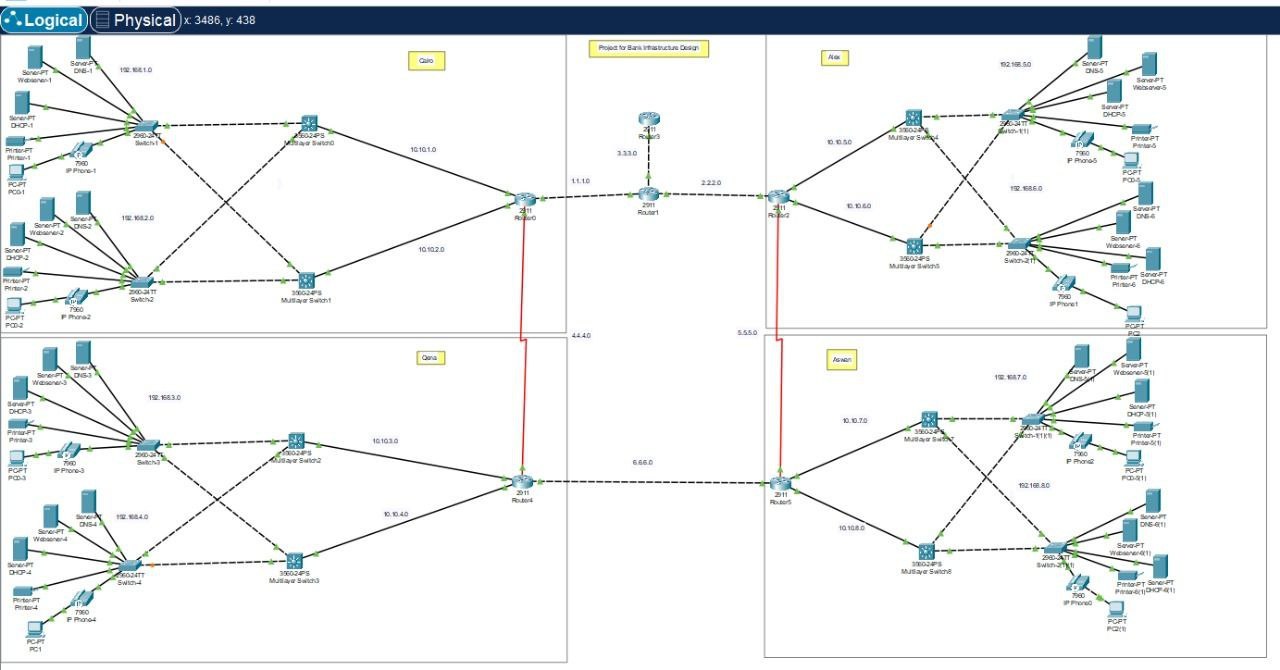 Logical
Physical
x: 3486, y: 438
Project for Bank Infrastructure Design
Cairo
192.168.1.0
Server-PT
DNS-1
Server-PT
Webserver-1
Server-PT
DHCP-1
Printer-PT
Printer-1
7960
IP Phone-1
PC-PT
PC0-1
2960-24TT
Switch-1
3560-24PS
Multilayer Switch0
10.10.1.0
192.168.2.0
Server-PT
DNS-2
Server-PT
Webserver-2
Server-PT
DHCP-2
Printer-PT
Printer-2
7960
IP Phone-2
PC-PT
PC0-2
2960-24TT
Switch-2
3560-24PS
Multilayer Switch1
10.10.2.0
2911
Router0
1.1.1.0
2911
Router3
3.3.3.0
2911
Router1
2.2.2.0
2911
Router2
Alex
10.10.5.0
3560-24PS
Multilayer Switch4
192.168.5.0
2960-24TT
Switch-1(1)
Server-PT
DNS-5
Server-PT
Webserver-5
Server-PT
DHCP-5
Printer-PT
Printer-5
7960
IP Phone-5
PC-PT
PC0-5
192.168.6.0
10.10.6.0
3560-24PS
Multilayer Switch5
2960-24TT
Switch-2(1)
Server-PT
DNS-6
Server-PT
Webserver-6
Server-PT
DHCP-6
Printer-PT
Printer-6
7960
IP Phone1
PC-PT
PC2
4.4.4.0
5.5.5.0
Qena
192.168.3.0
Server-PT
DNS-3
Server-PT
Webserver-3
Server-PT
DHCP-3
Printer-PT
Printer-3
7960
IP Phone-3
PC-PT
PC0-3
2960-24TT
Switch-3
3560-24PS
Multilayer Switch2
10.10.3.0
192.168.4.0
Server-PT
DNS-4
Server-PT
Webserver-4
Server-PT
DHCP-4
Printer-PT
Printer-4
7960
IP Phone-4
PC-PT
PC1
2960-24TT
Switch-4
3560-24PS
Multilayer Switch3
10.10.4.0
2911
Router4
6.6.6.0
2911
Router5
Aswan
10.10.7.0
3560-24PS
Multilayer Switch7
192.168.7.0
2960-24TT
Switch-1(1)(1)
Server-PT
DNS-5(1)
Server-PT
Webserver-5(1)
Server-PT
DHCP-5(1)
Printer-PT
Printer-5(1)
7960
IP Phone2
PC-PT
PC0-5(1)
192.168.8.0
10.10.8.0
3560-24PS
Multilayer Switch8
2960-24TT
Switch-2(1)(1)
Server-PT
DNS-6(1)
Server-PT
Webserver-6(1)
Server-PT
DHCP-6(1)
Printer-PT
Printer-6(1)
7960
IP Phone0
PC-PT
PC2(1)